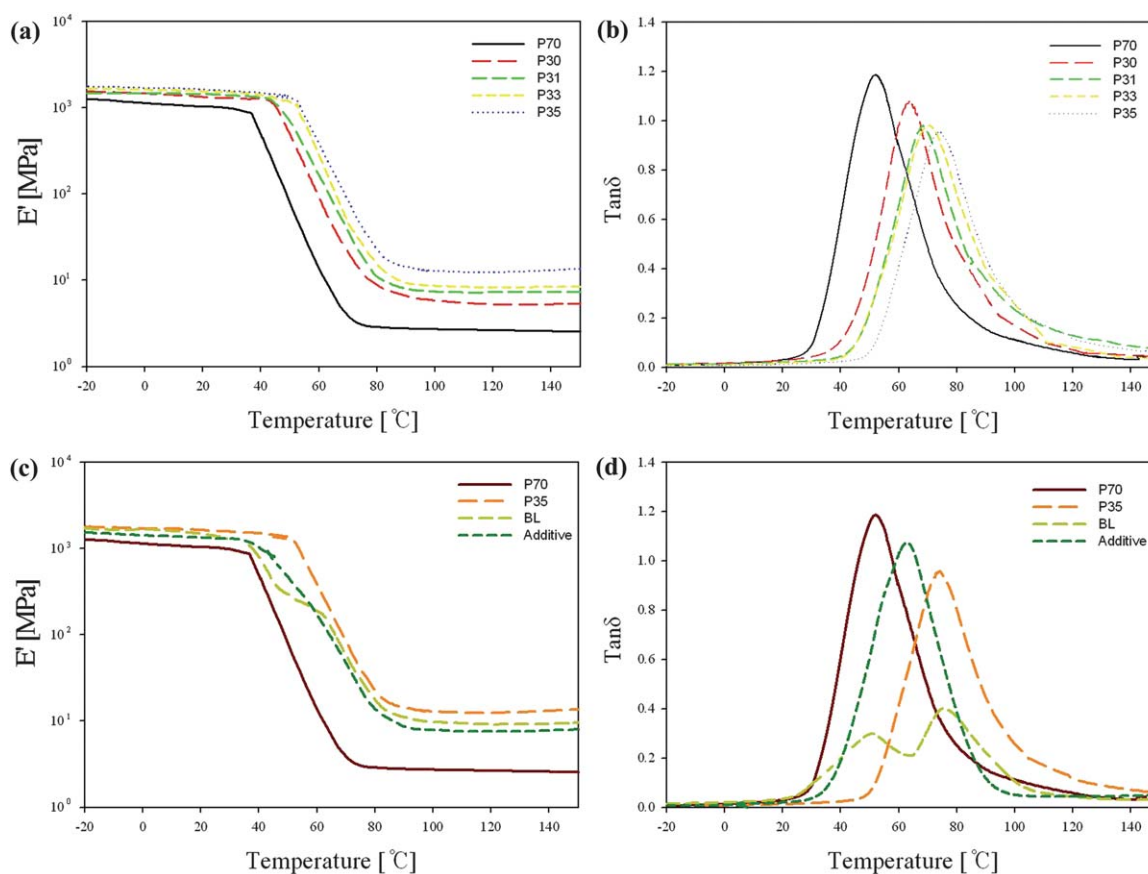 (a)
E' [MPa]
10⁴
10³
10²
10¹
10⁰
P70
P30
P31
P33
P35
-20 0 20 40 60 80 100 120 140
Temperature [℃]
(b)
Tanδ
1.4
1.2
1.0
0.8
0.6
0.4
0.2
0.0
P70
P30
P31
P33
P35
-20 0 20 40 60 80 100 120 140
Temperature [℃]
(c)
E' [MPa]
10⁴
10³
10²
10¹
10⁰
P70
P35
BL
Additive
-20 0 20 40 60 80 100 120 140
Temperature [℃]
(d)
Tanδ
1.4
1.2
1.0
0.8
0.6
0.4
0.2
0.0
P70
P35
BL
Additive
-20 0 20 40 60 80 100 120 140
Temperature [℃]